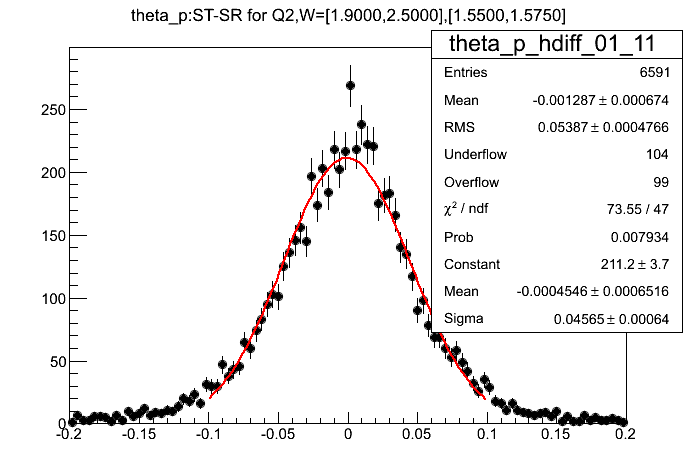 theta_p:ST-SR for Q2,W=[1.9000,2.5000],[1.5500,1.5750]
theta_p_hdiff_01_11
Entries 6591
Mean -0.001287 ± 0.000674
RMS 0.05387 ± 0.0004766
Underflow 104
Overflow 99
χ² / ndf 73.55 / 47
Prob 0.007934
Constant 211.2 ± 3.7
Mean -0.0004546 ± 0.0006516
Sigma 0.04565 ± 0.00064
250
200
150
100
50
0
-0.2 -0.15 -0.1 -0.05 0 0.05 0.1 0.15 0.2